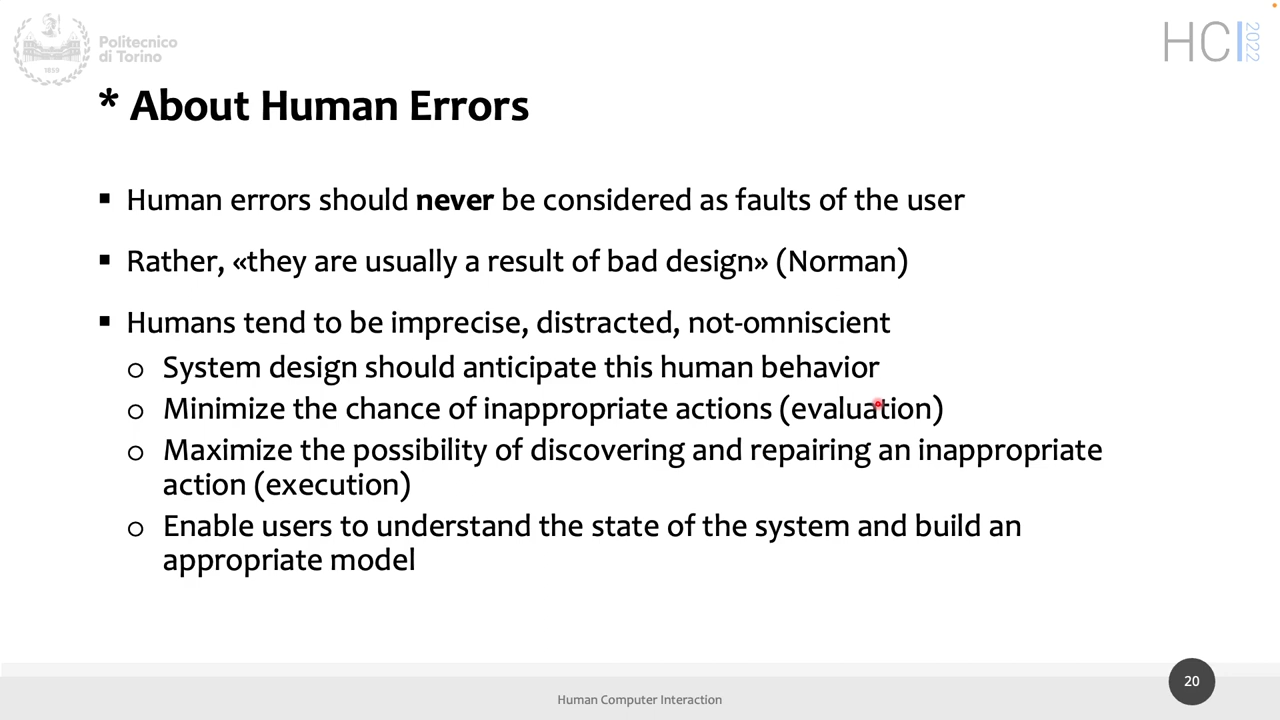 Politecnico
di Torino
1859
HCI 2022
* About Human Errors
▪ Human errors should never be considered as faults of the user
▪ Rather, «they are usually a result of bad design» (Norman)
▪ Humans tend to be imprecise, distracted, not-omniscient
o System design should anticipate this human behavior
o Minimize the chance of inappropriate actions (evaluation)
o Maximize the possibility of discovering and repairing an inappropriate
action (execution)
o Enable users to understand the state of the system and build an
appropriate model
Human Computer Interaction
20